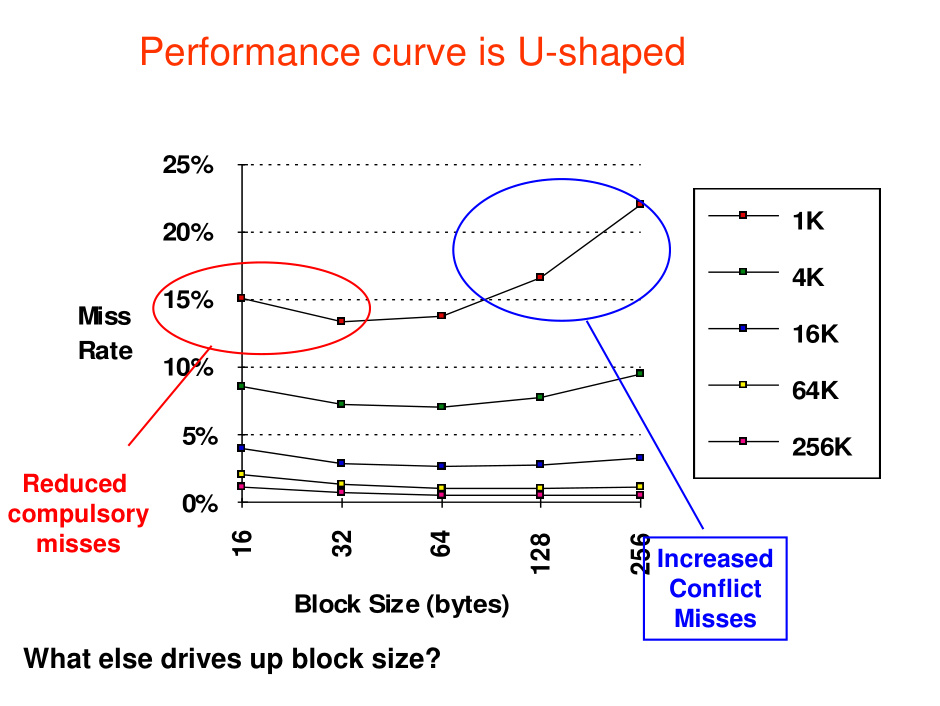 Performance curve is U-shaped
25%
20%
15%
10%
5%
0%
Miss
Rate
16
32
64
128
256
Block Size (bytes)
1K
4K
16K
64K
256K
Reduced
compulsory
misses
Increased
Conflict
Misses
What else drives up block size?